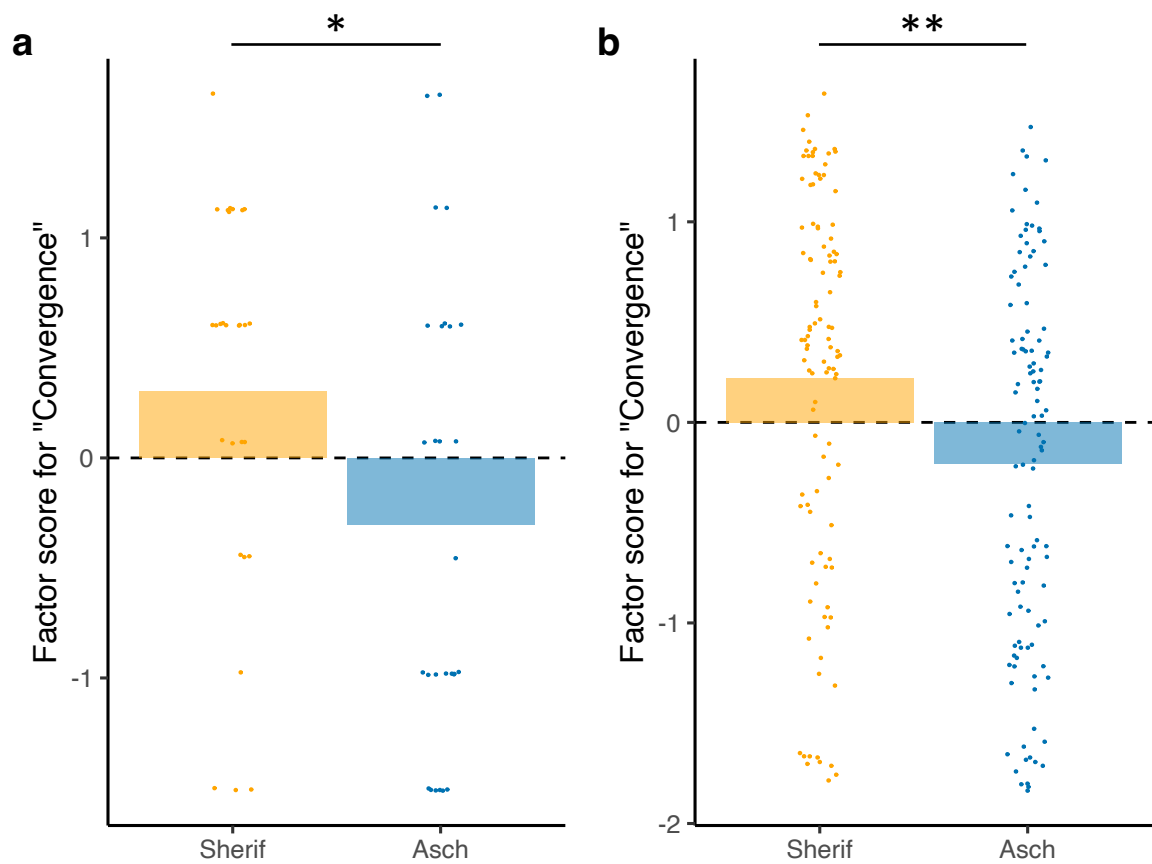 a
*
Factor score for "Convergence"
1
0
-1
Sherif
Asch
b
**
Factor score for "Convergence"
1
0
-1
-2
Sherif
Asch